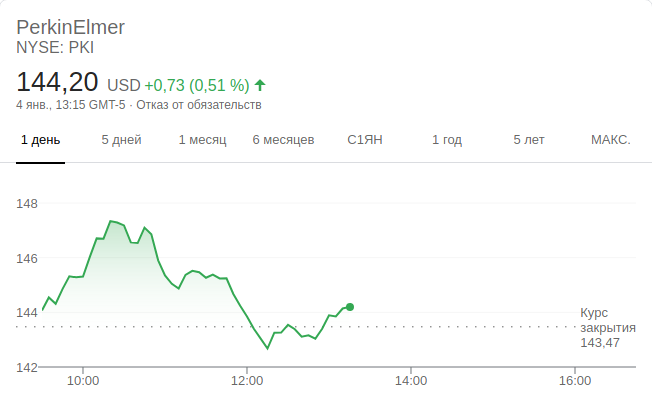 PerkinElmer
NYSE: PKI
144,20 USD +0,73 (0,51 %)
4 янв., 13:15 GMT-5 · Отказ от обязательств
1 день 5 дней 1 месяц 6 месяцев С1ЯН 1 год 5 лет МАКС.
148
146
144
142
Курс
закрытия
143,47
10:00 12:00 14:00 16:00